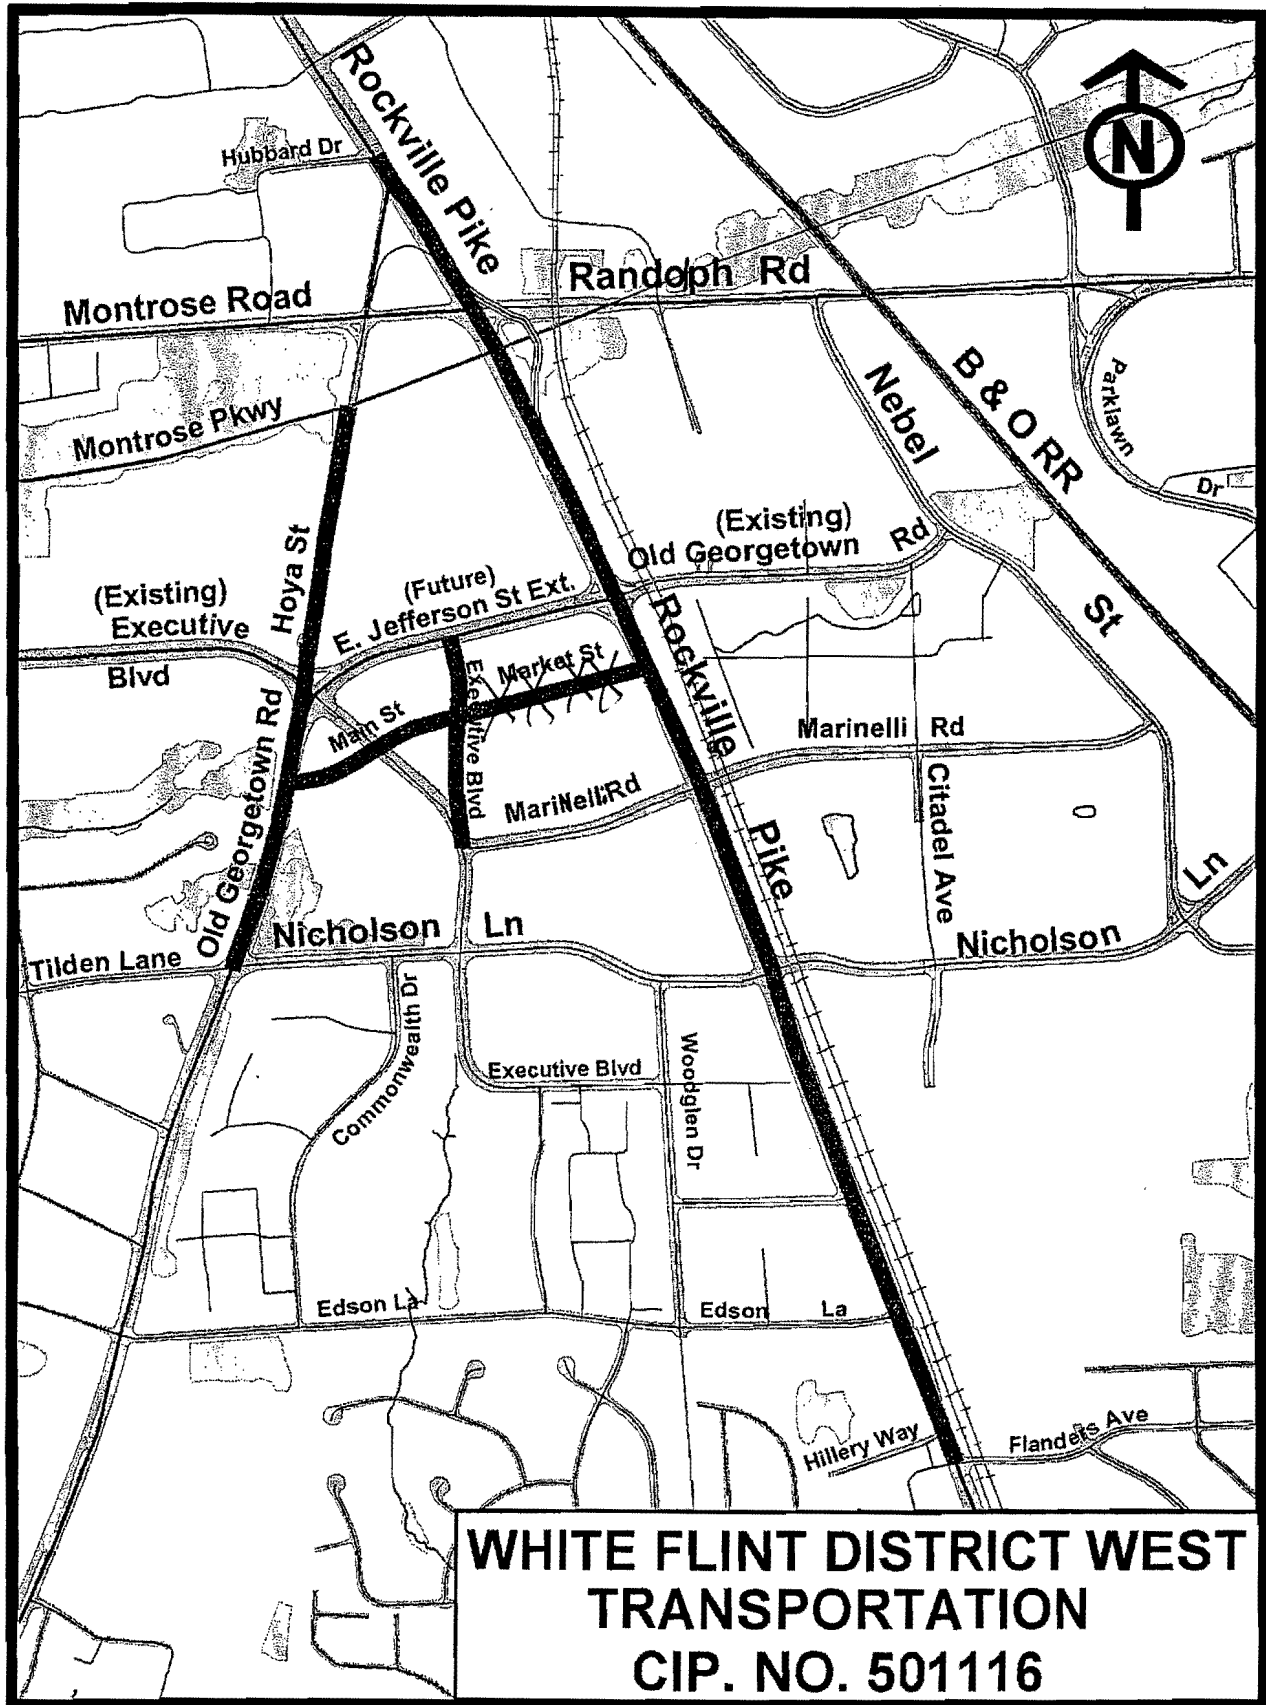 Rockville Pike
N
Hubbard Dr
Randoph Rd
Montrose Road
B & O RR
Nebel
Parklawn
Montrose Pkwy
Dr
(Existing)
Old Georgetown Rd
Hoya St
(Future)
E. Jefferson St Ext.
(Existing)
Executive
Blvd
St
Rockville
Market St
Executive Blvd
Main St
Old Georgetown Rd
Marinelli Rd
Marinelli Rd
Citadel Ave
Pike
Ln
Nicholson Ln
Nicholson
Tilden Lane
Commonwealth Dr
Executive Blvd
Woodglen Dr
Edson La
Edson La
Hillery Way
Flanders Ave
WHITE FLINT DISTRICT WEST
TRANSPORTATION
CIP. NO. 501116